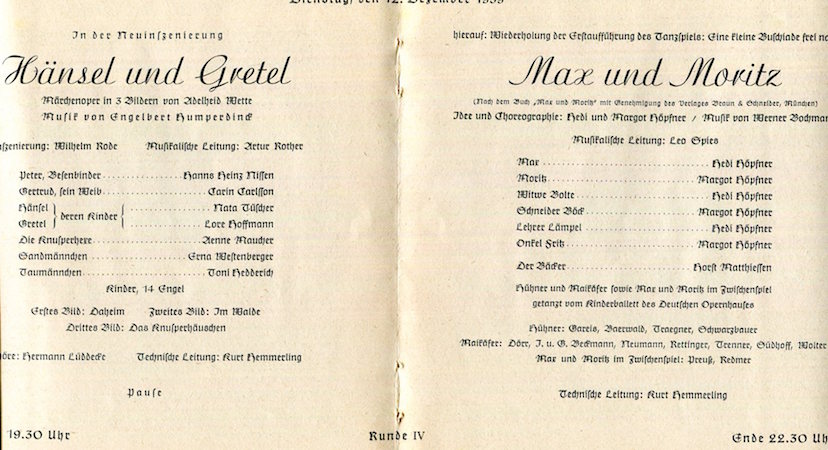 Dienstag, den 12. Dezember 1939
In der Neuinszenierung
Hänsel und Gretel
Märchenoper in 3 Bildern von Adelheid Wette
Musik von Engelbert Humperdinck
nszenierung: Wilhelm Rode Musikalische Leitung: Artur Rother
Peter, Besenbinder Hanns Heinz Nissen
Gertrud, sein Weib Carin Carlsson
Hänsel } deren Kinder { Nata Tüscher
Gretel Lore Hoffmann
Die Knusperhexe Aenne Maucher
Sandmännchen Erna Westenberger
Taumännchen Toni Hedderich
Kinder, 14 Engel
Erstes Bild: Daheim Zweites Bild: Im Walde
Drittes Bild: Das Knusperhäuschen
höre: Hermann Lüddecke Technische Leitung: Kurt Hemmerling
Pause
19.30 Uhr
Runde IV
hierauf: Wiederholung der Erstaufführung des Tanzspiels: Eine kleine Buschiade frei na
Max und Moritz
(Nach dem Buch „Max und Moritz" mit Genehmigung des Verlages Braun & Schneider, München)
Idee und Choreographie: Hedi und Margot Höpfner / Musik von Werner Bochman
Musikalische Leitung: Leo Spies
Max Hedi Höpfner
Moritz Margot Höpfner
Witwe Bolte Hedi Höpfner
Schneider Böck Margot Höpfner
Lehrer Lämpel Hedi Höpfner
Onkel Fritz Margot Höpfner
Der Bäcker Horst Matthiessen
Hühner und Maikäfer sowie Max und Moritz im Zwischenspiel
getanzt vom Kinderballett des Deutschen Opernhauses
Hühner: Gareis, Baerwald, Traegner, Schwarzbauer
Maikäfer: Dörr, I. u. G. Beckmann, Neumann, Rettinger, Trenner, Südhoff, Wolter
Max und Moritz im Zwischenspiel: Preuß, Redmer
Technische Leitung: Kurt Hemmerling
Ende 22.30 Uh